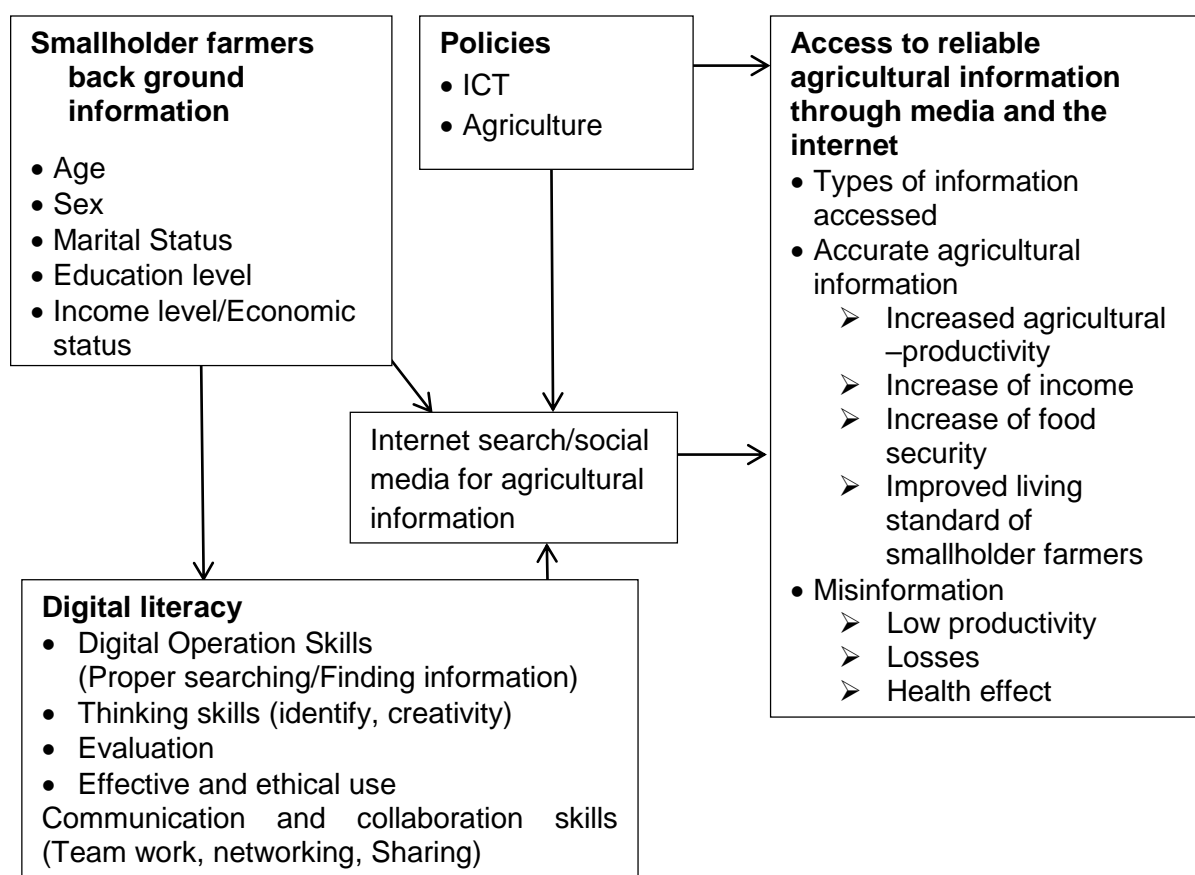 Smallholder farmers
back ground
information
• Age
• Sex
• Marital Status
• Education level
• Income level/Economic
status
Policies
• ICT
• Agriculture
Access to reliable
agricultural information
through media and the
internet
• Types of information
accessed
• Accurate agricultural
information
➢ Increased agricultural
–productivity
➢ Increase of income
➢ Increase of food
security
➢ Improved living
standard of
smallholder farmers
• Misinformation
➢ Low productivity
➢ Losses
➢ Health effect
Internet search/social
media for agricultural
information
Digital literacy
• Digital Operation Skills
(Proper searching/Finding information)
• Thinking skills (identify, creativity)
• Evaluation
• Effective and ethical use
Communication and collaboration skills
(Team work, networking, Sharing)